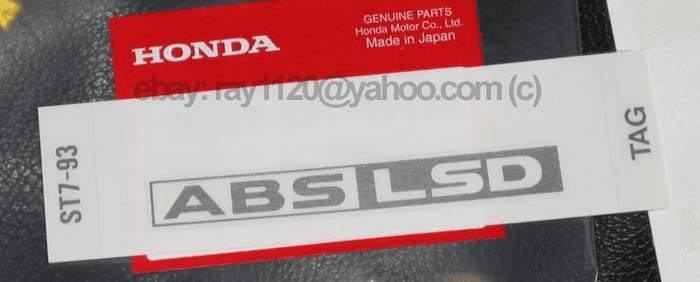 GENUINE PARTS
Honda Motor Co., Ltd.
Made in Japan
HONDA
ebay: ray1120@yahoo.com (c)
ST7-93
ABS LSD
TAG